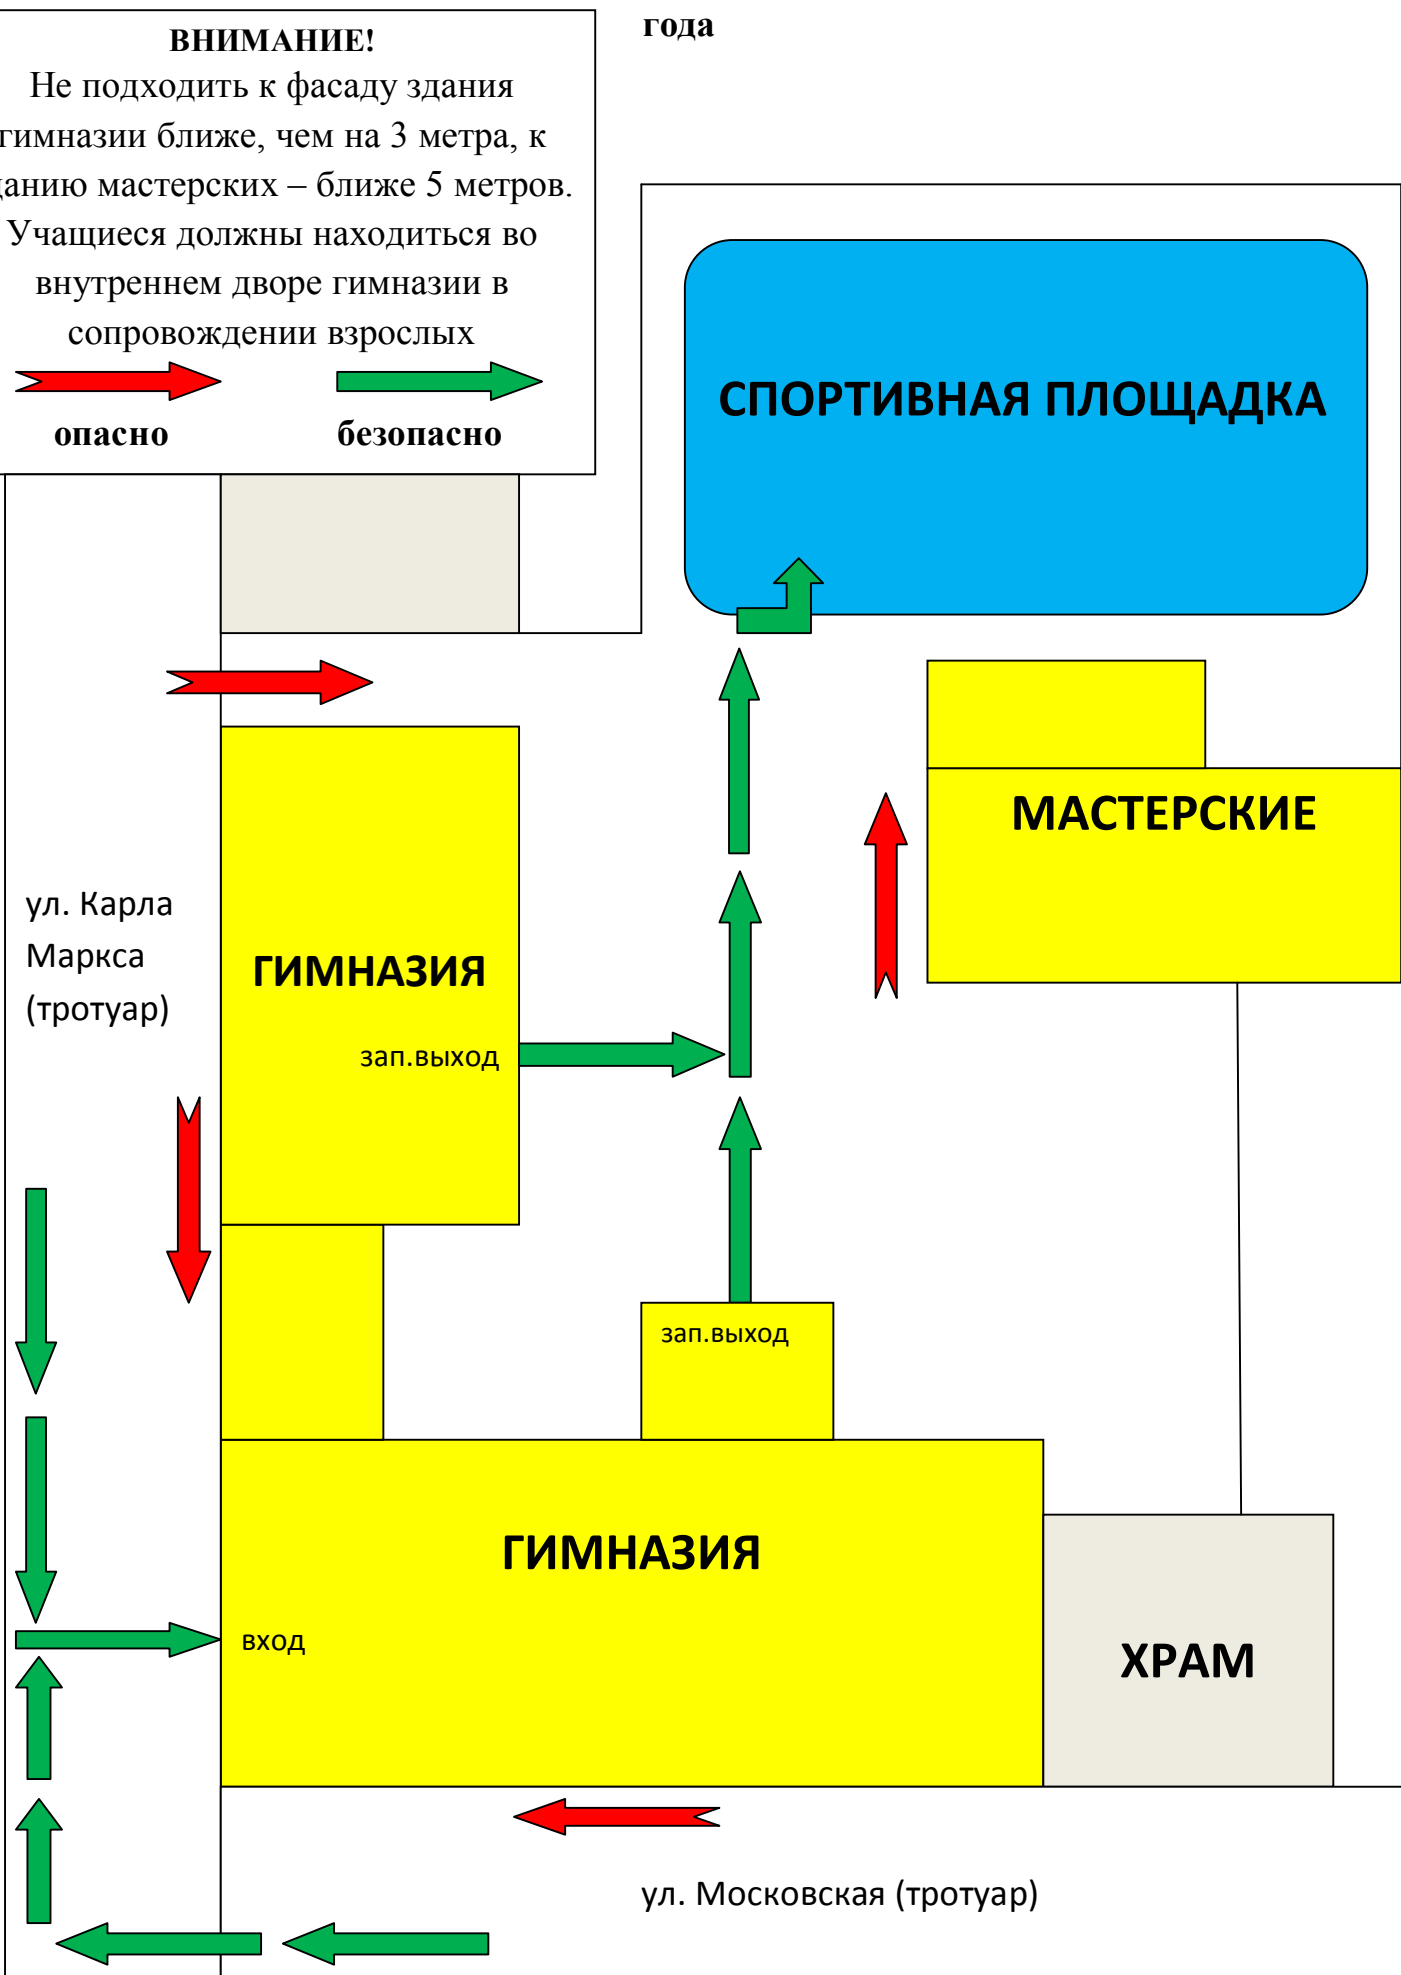 года
ВНИМАНИЕ!
Не подходить к фасаду здания
гимназии ближе, чем на 3 метра, к
данию мастерских – ближе 5 метров.
Учащиеся должны находиться во
внутреннем дворе гимназии в
сопровождении взрослых
опасно безопасно
СПОРТИВНАЯ ПЛОЩАДКА
МАСТЕРСКИЕ
ул. Карла
Маркса
(тротуар)
ГИМНАЗИЯ
зап.выход
зап.выход
ГИМНАЗИЯ
вход
ХРАМ
ул. Московская (тротуар)